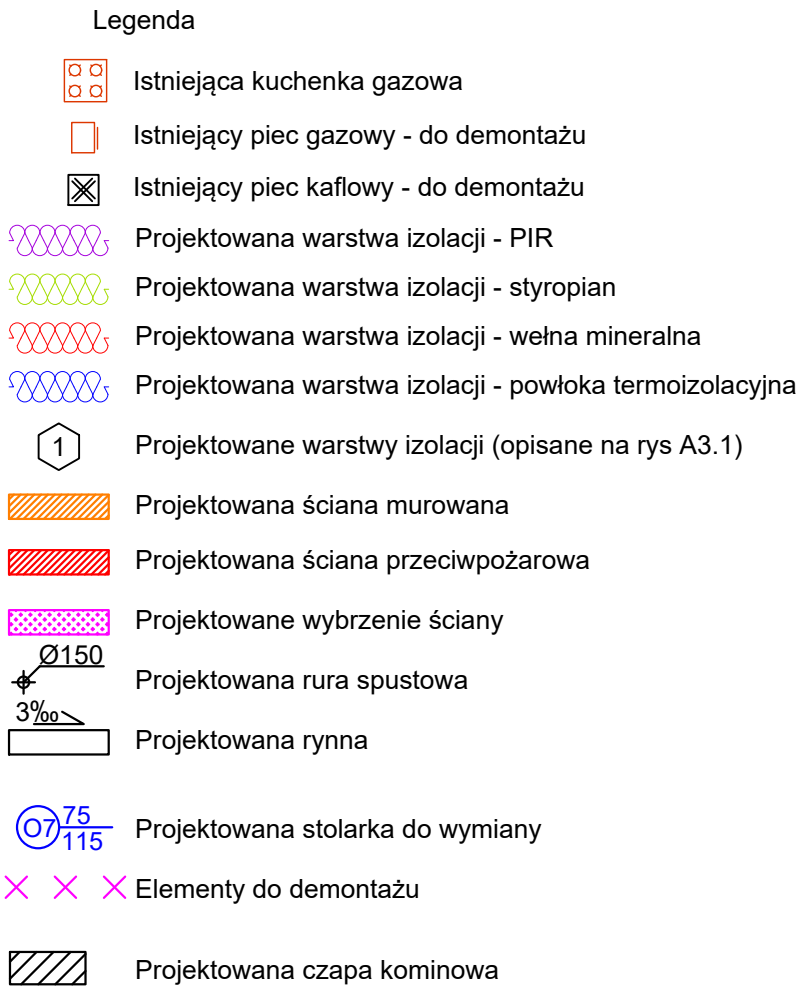 Legenda
Istniejąca kuchenka gazowa
Istniejący piec gazowy - do demontażu
Istniejący piec kaflowy - do demontażu
Projektowana warstwa izolacji - PIR
Projektowana warstwa izolacji - styropian
Projektowana warstwa izolacji - wełna mineralna
Projektowana warstwa izolacji - powłoka termoizolacyjna
1 Projektowane warstwy izolacji (opisane na rys A3.1)
Projektowana ściana murowana
Projektowana ściana przeciwpożarowa
Projektowane wybrzenie ściany
Ø150
Projektowana rura spustowa
3‰
Projektowana rynna
O7 75
115
Projektowana stolarka do wymiany
Elementy do demontażu
Projektowana czapa kominowa